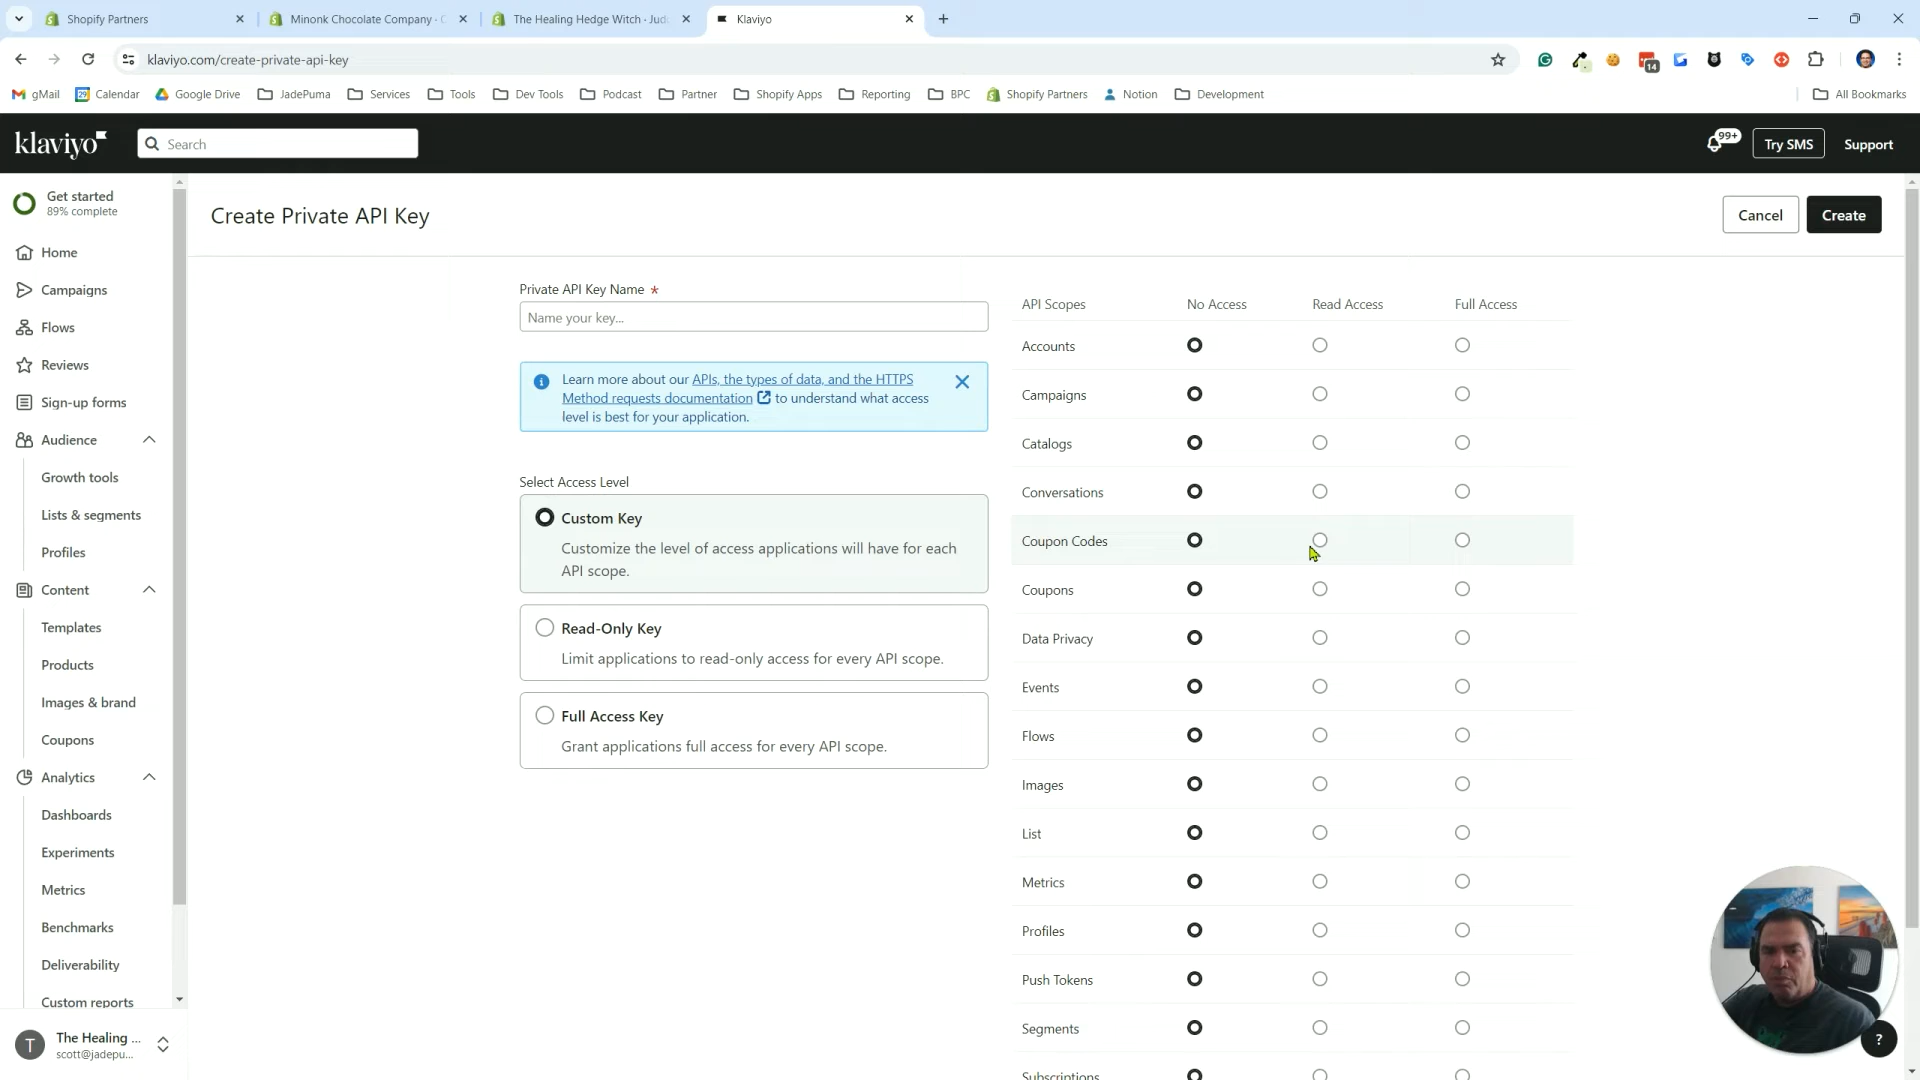 Shopify Partners
Minonk Chocolate Company ·
The Healing Hedge Witch · Jud
Klaviyo
klaviyo.com/create-private-api-key
14
gMail
Calendar
Google Drive
JadePuma
Services
Tools
Dev Tools
Podcast
Partner
Shopify Apps
Reporting
BPC
Shopify Partners
Notion
Development
All Bookmarks
klaviyo
Search
99+
Try SMS
Support
Get started
89% complete
Home
Campaigns
Flows
Reviews
Sign-up forms
Audience
Growth tools
Lists & segments
Profiles
Content
Templates
Products
Images & brand
Coupons
Analytics
Dashboards
Experiments
Metrics
Benchmarks
Deliverability
Custom reports
T
The Healing ...
scott@jadepu...
Create Private API Key
Cancel
Create
Private API Key Name *
Name your key...
Learn more about our APIs, the types of data, and the HTTPS
Method requests documentation to understand what access
level is best for your application.
Select Access Level
Custom Key
Customize the level of access applications will have for each
API scope.
Read-Only Key
Limit applications to read-only access for every API scope.
Full Access Key
Grant applications full access for every API scope.
API Scopes No Access Read Access Full Access
Accounts
Campaigns
Catalogs
Conversations
Coupon Codes
Coupons
Data Privacy
Events
Flows
Images
List
Metrics
Profiles
Push Tokens
Segments
Subscriptions
?